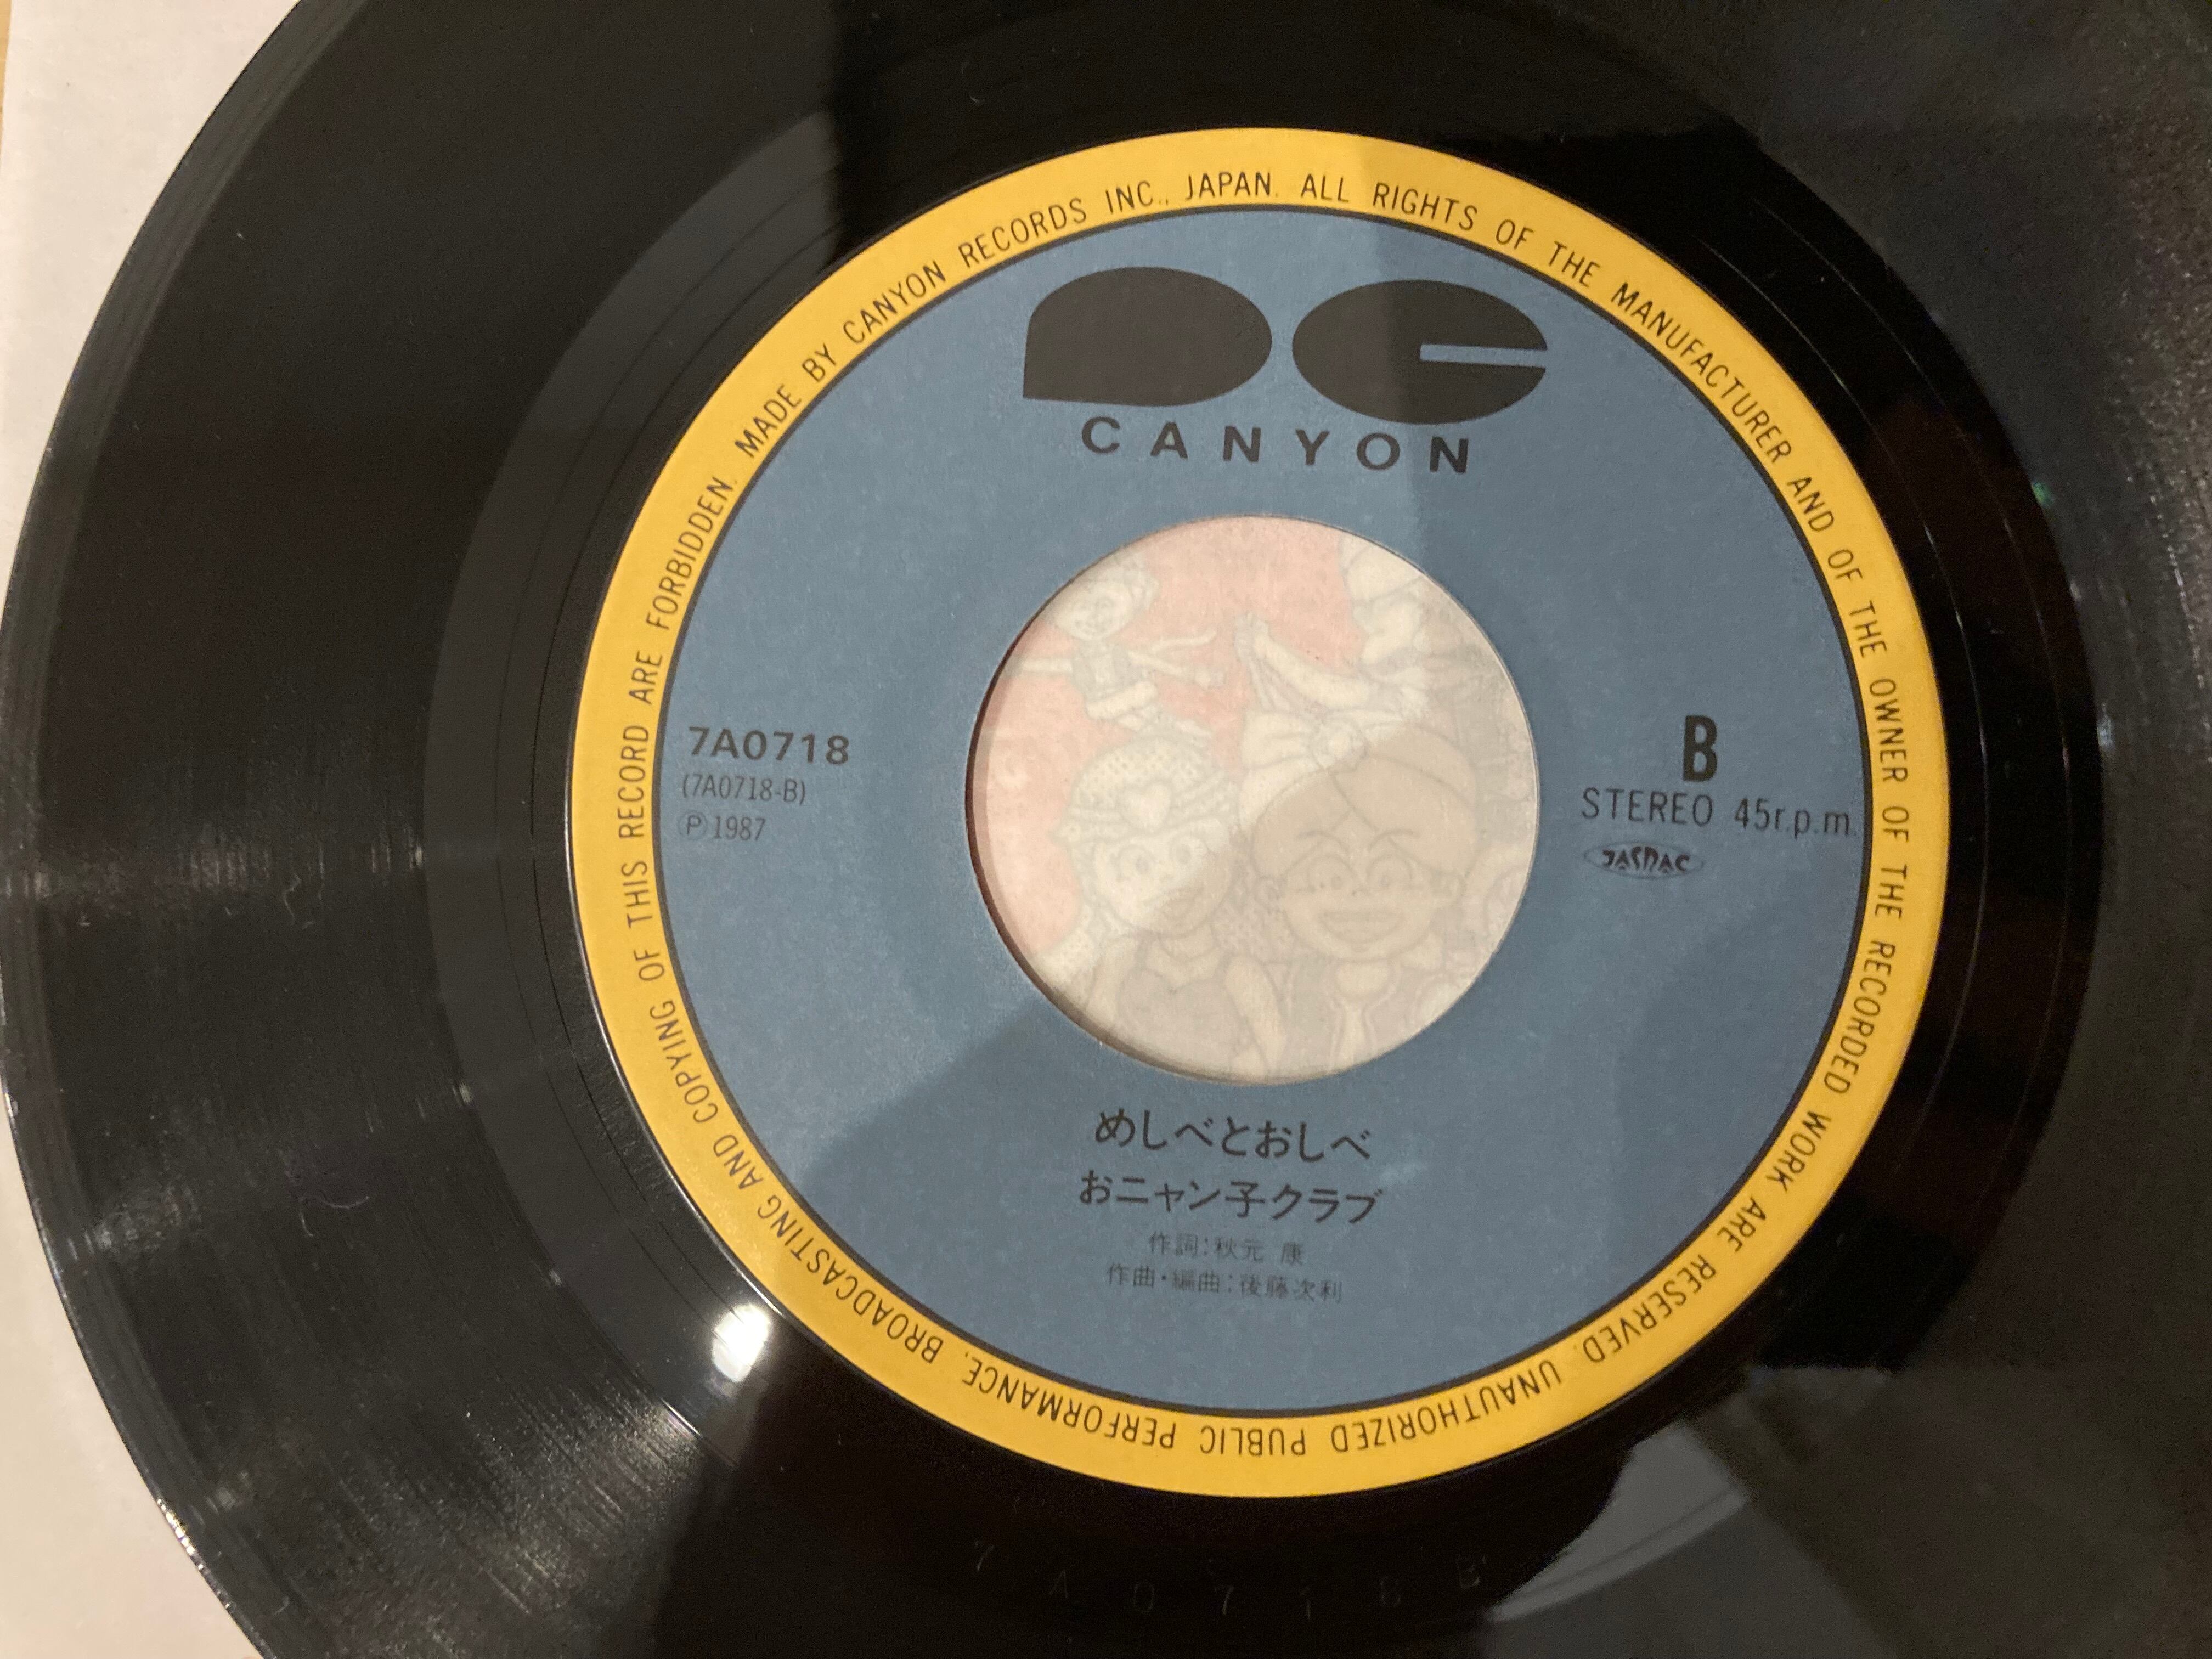 MADE BY CANYON RECORDS INC., JAPAN. ALL RIGHTS OF THE MANUFACTURER AND OF THE OWNER OF THE RECORDED WORK ARE RESERVED. UNAUTHORIZED PUBLIC PERFORMANCE, BROADCASTING AND COPYING OF THIS RECORD ARE FORBIDDEN.
CANYON
7A0718
(7A0718-B)
Ⓟ1987
B
STEREO 45r.p.m.
JASRAC
めしべとおしべ
おニャン子クラブ
作詞:秋元 康
作曲・編曲:後藤次利
7A0718B